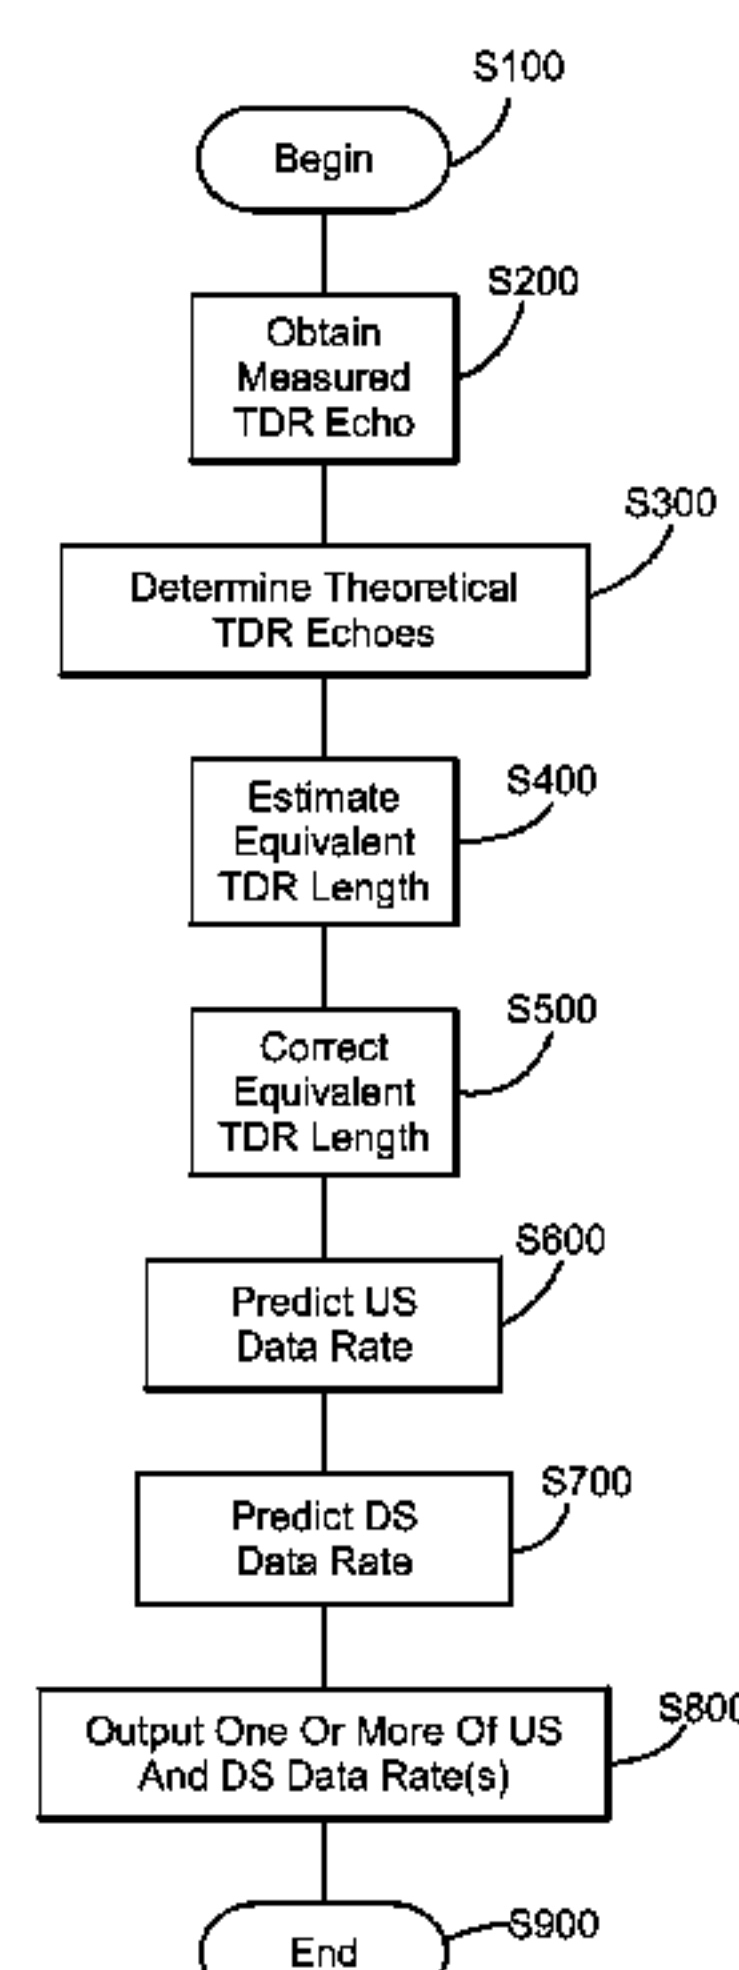 S100
Begin
S200
Obtain
Measured
TDR Echo
S300
Determine Theoretical
TDR Echoes
S400
Estimate
Equivalent
TDR Length
S500
Correct
Equivalent
TDR Length
S600
Predict US
Data Rate
S700
Predict DS
Data Rate
S800
Output One Or More Of US
And DS Data Rate(s)
S900
End